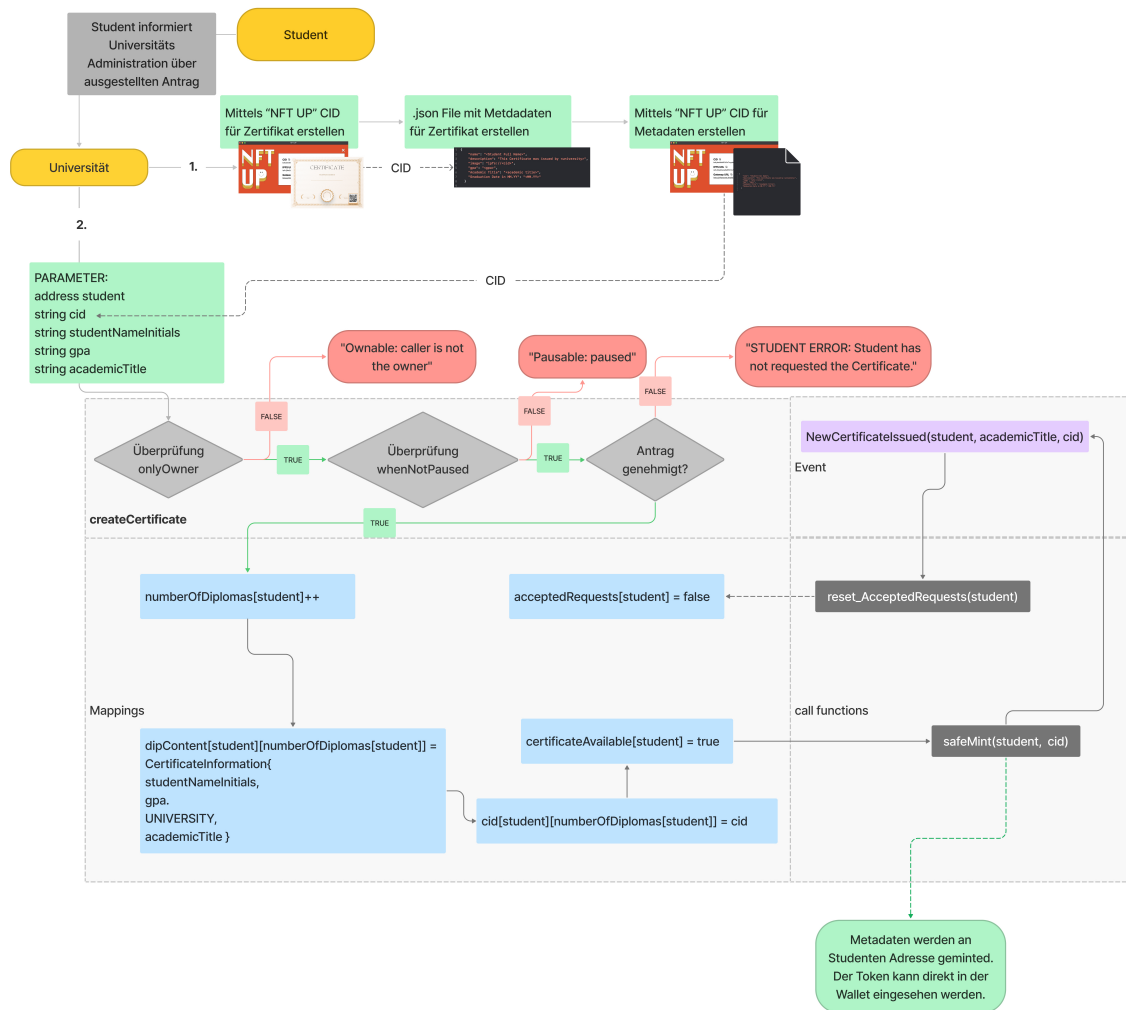 Student informiert
Universitäts
Administration über
ausgestellten Antrag
Student
Universität
1.
Mittels "NFT UP" CID
für Zertifikat erstellen
.json File mit Metdadaten
für Zertifikat erstellen
Mittels "NFT UP" CID für
Metadaten erstellen
NFT
UP
CERTIFICATE
CID
NFT
UP
2.
CID
PARAMETER:
address student
string cid
string studentNameInitials
string gpa
string academicTitle
"Ownable: caller is not
the owner"
"Pausable: paused"
"STUDENT ERROR: Student has
not requested the Certificate."
FALSE
FALSE
FALSE
Überprüfung
onlyOwner
TRUE
Überprüfung
whenNotPaused
TRUE
Antrag
genehmigt?
NewCertificateIssued(student, academicTitle, cid)
Event
createCertificate
TRUE
numberOfDiplomas[student]++
acceptedRequests[student] = false
reset_AcceptedRequests(student)
Mappings
call functions
dipContent[student][numberOfDiplomas[student]] =
CertificateInformation{
studentNameInitials,
gpa.
UNIVERSITY,
academicTitle }
certificateAvailable[student] = true
safeMint(student, cid)
cid[student][numberOfDiplomas[student]] = cid
Metadaten werden an
Studenten Adresse geminted.
Der Token kann direkt in der
Wallet eingesehen werden.